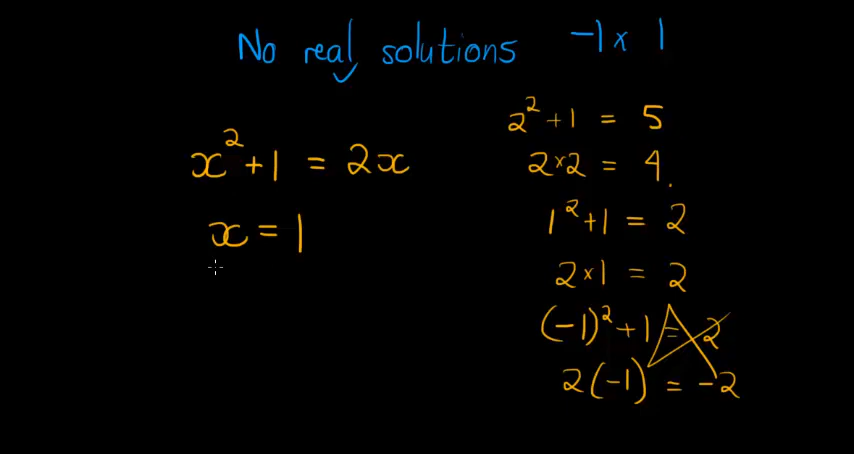 No real solutions -1 x 1
x² + 1 = 2x
x = 1
2² + 1 = 5
2 x 2 = 4.
1² + 1 = 2
2 x 1 = 2
(-1)² + 1 = 2
2(-1) = -2